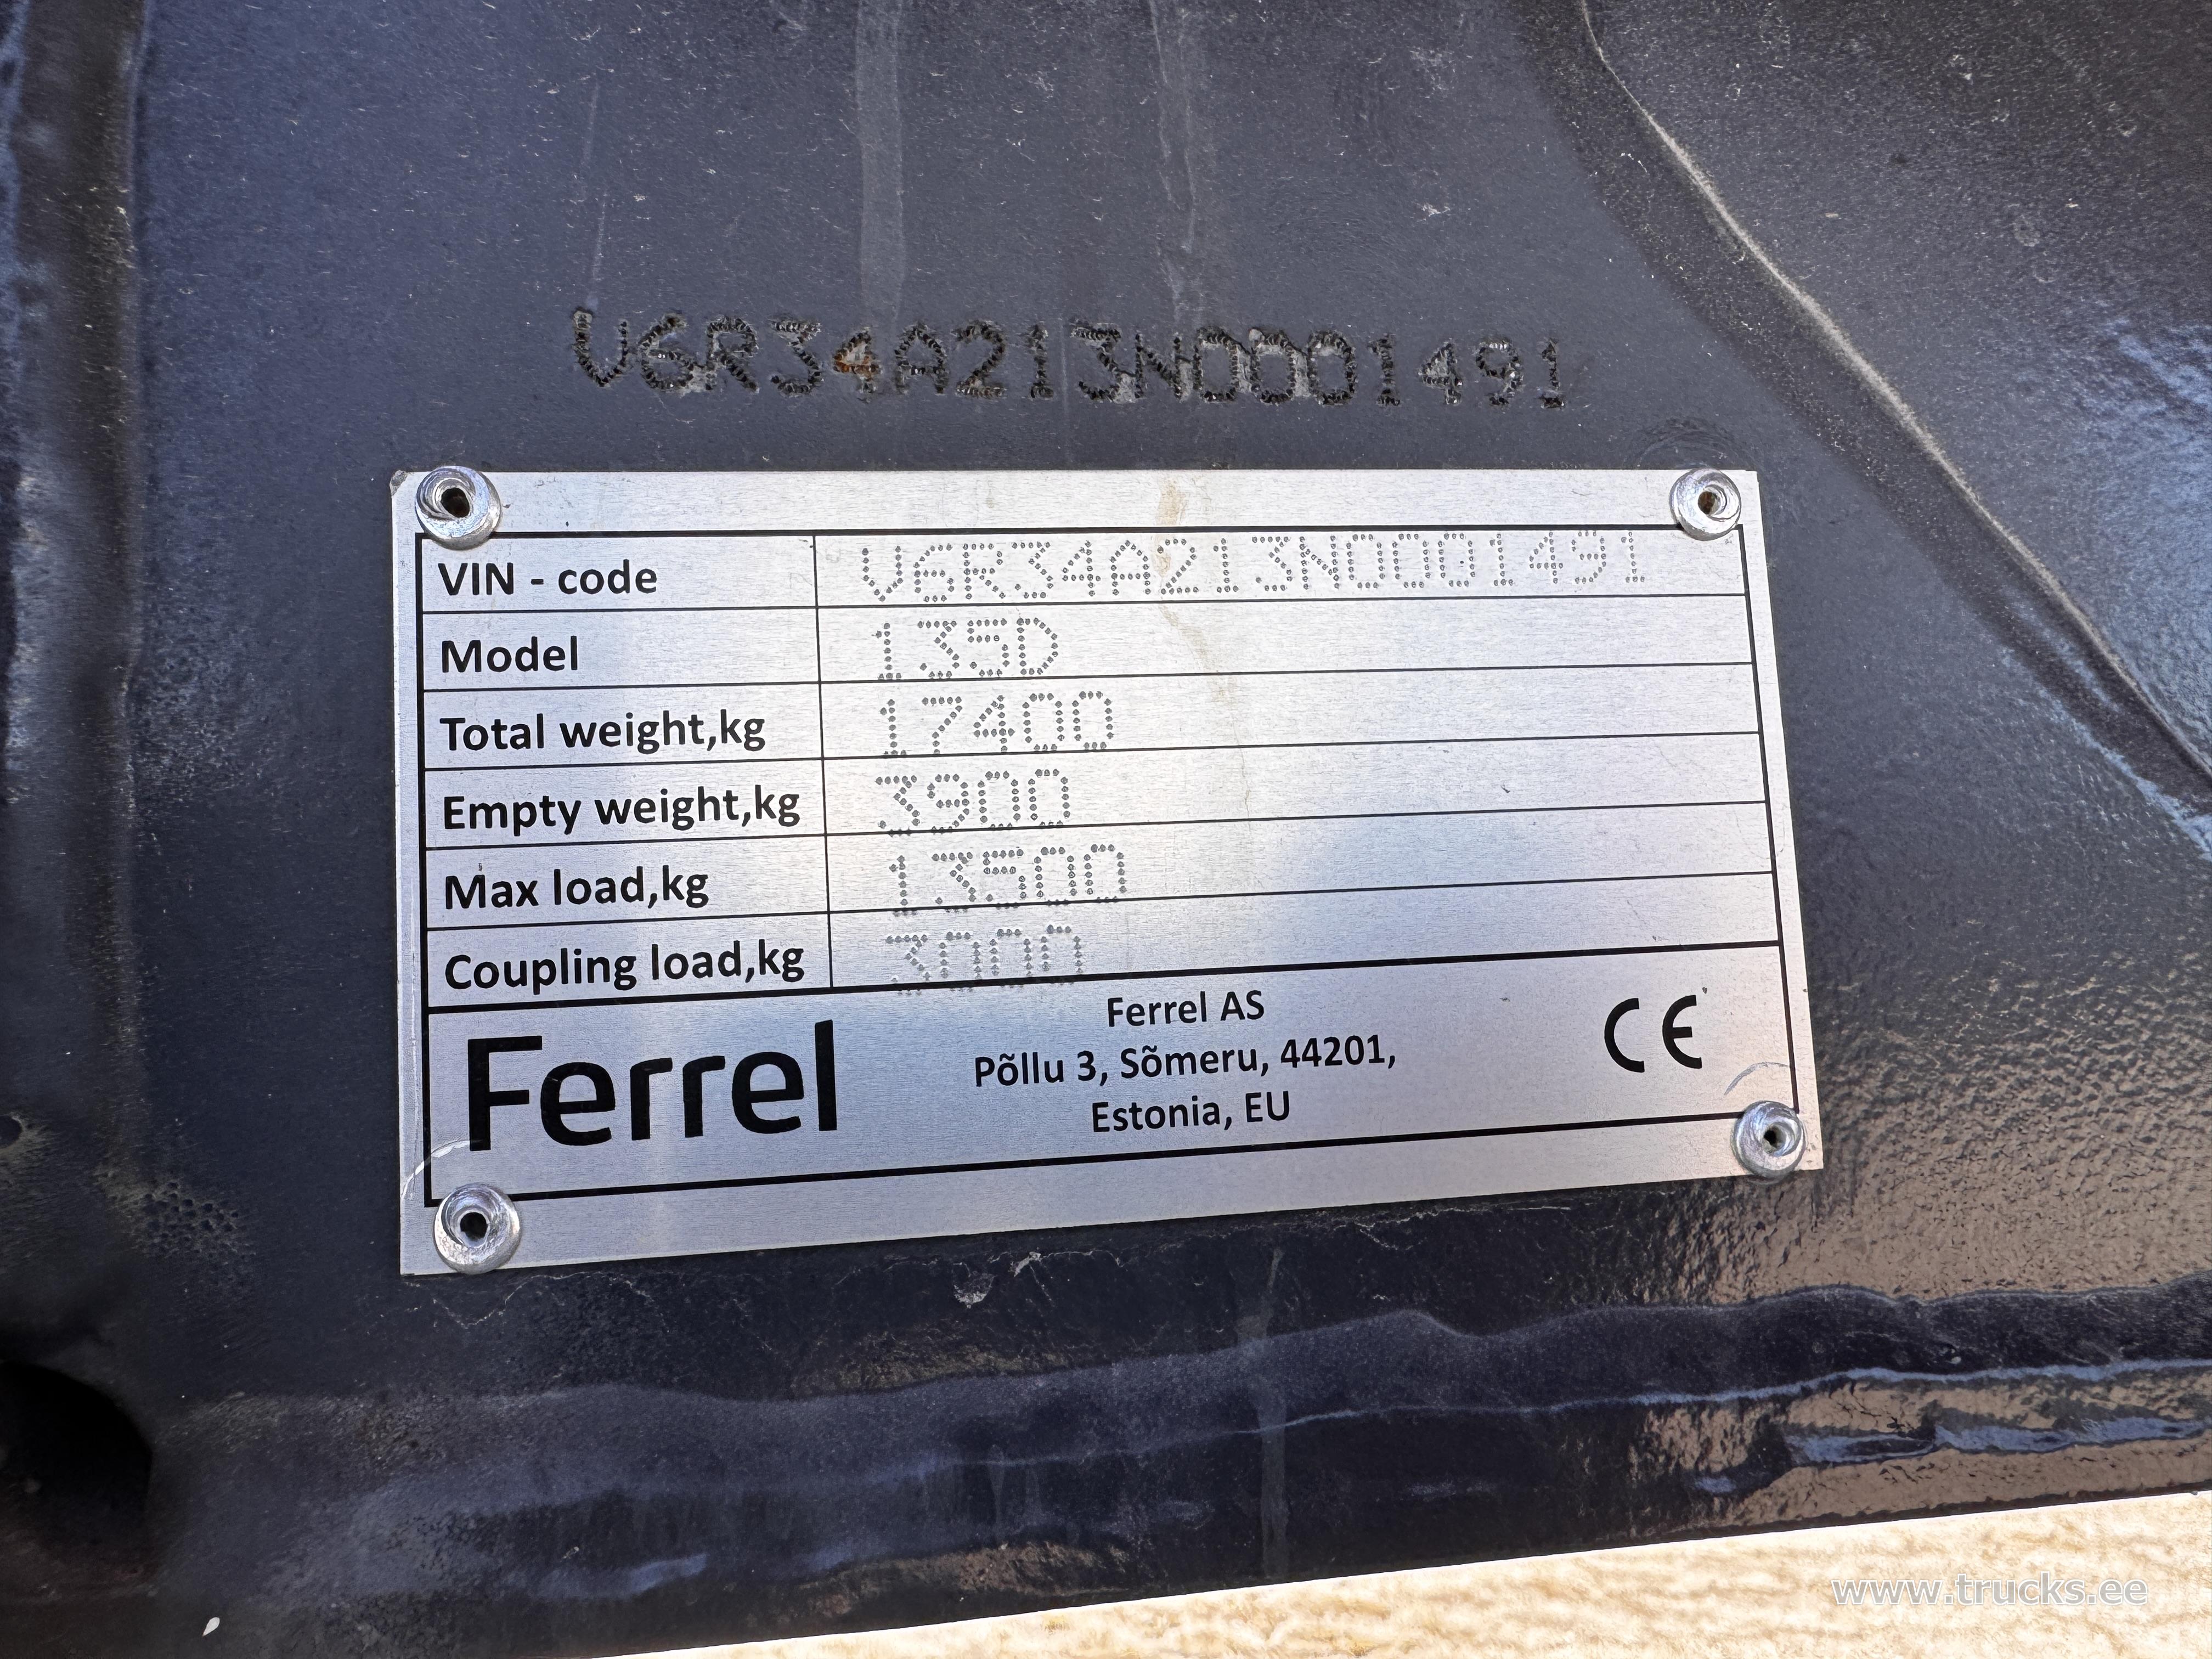 V6R34A213N0001491
VIN - code V6R34A213N0001491
Model 135D
Total weight,kg 17400
Empty weight,kg 3900
Max load,kg 13500
Coupling load,kg 3000
Ferrel
Ferrel AS
Põllu 3, Sõmeru, 44201,
Estonia, EU
CE
www.trucks.ee